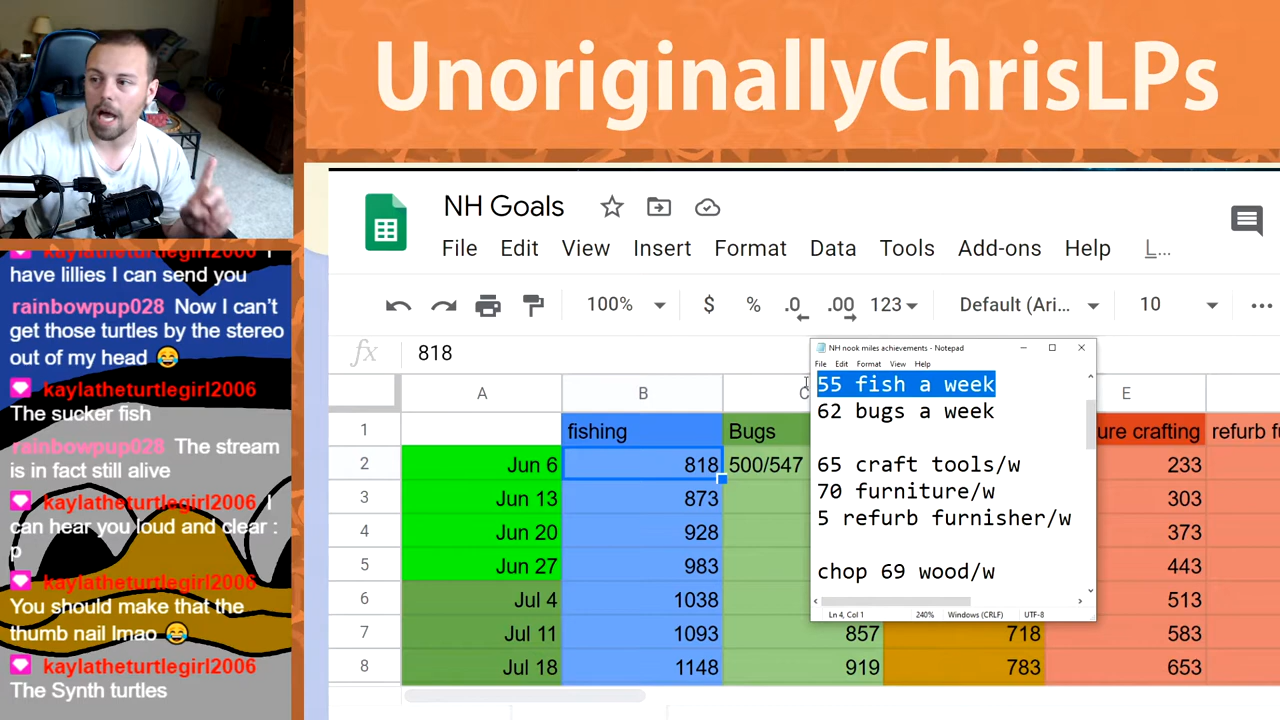 UnoriginallyChrisLPs
kaylatheturtlegirl2006 I
have lillies I can send you
rainbowpup028 Now I can't
get those turtles by the stereo
out of my head 😂
kaylatheturtlegirl2006
The sucker fish
rainbowpup028 The stream
is in fact still alive
kaylatheturtlegirl2006 I
can hear you loud and clear :
p
kaylatheturtlegirl2006
You should make that the
thumb nail lmao 😂
kaylatheturtlegirl2006
The Synth turtles
NH Goals
File Edit View Insert Format Data Tools Add-ons Help L...
100% $ % .0 .00 123 Default (Ari... 10 ...
fx 818
A B C E
1 fishing Bugs ure crafting refurb fu
2 Jun 6 818 500/547 233
3 Jun 13 873 303
4 Jun 20 928 373
5 Jun 27 983 443
6 Jul 4 1038 513
7 Jul 11 1093 857 718 583
8 Jul 18 1148 919 783 653
NH nook miles achievements - Notepad
File Edit Format View Help
55 fish a week
62 bugs a week
65 craft tools/w
70 furniture/w
5 refurb furnisher/w
chop 69 wood/w
Ln 4, Col 1 240% Windows (CRLF) UTF-8